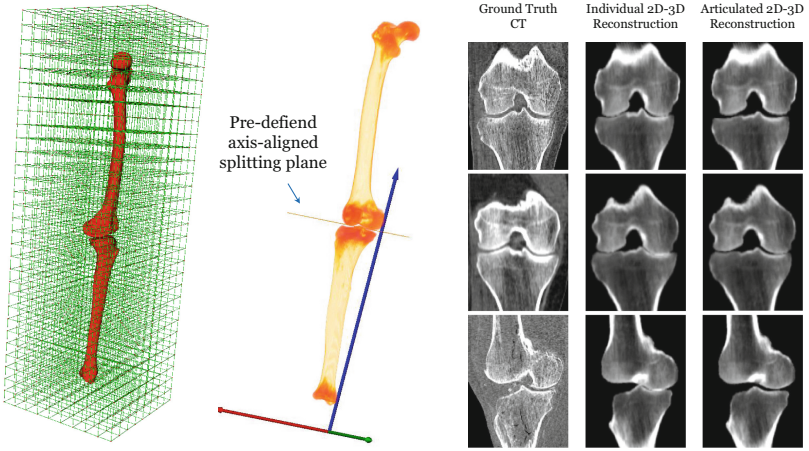 Pre-defiend
axis-aligned
splitting plane
Ground Truth
CT
Individual 2D-3D
Reconstruction
Articulated 2D-3D
Reconstruction